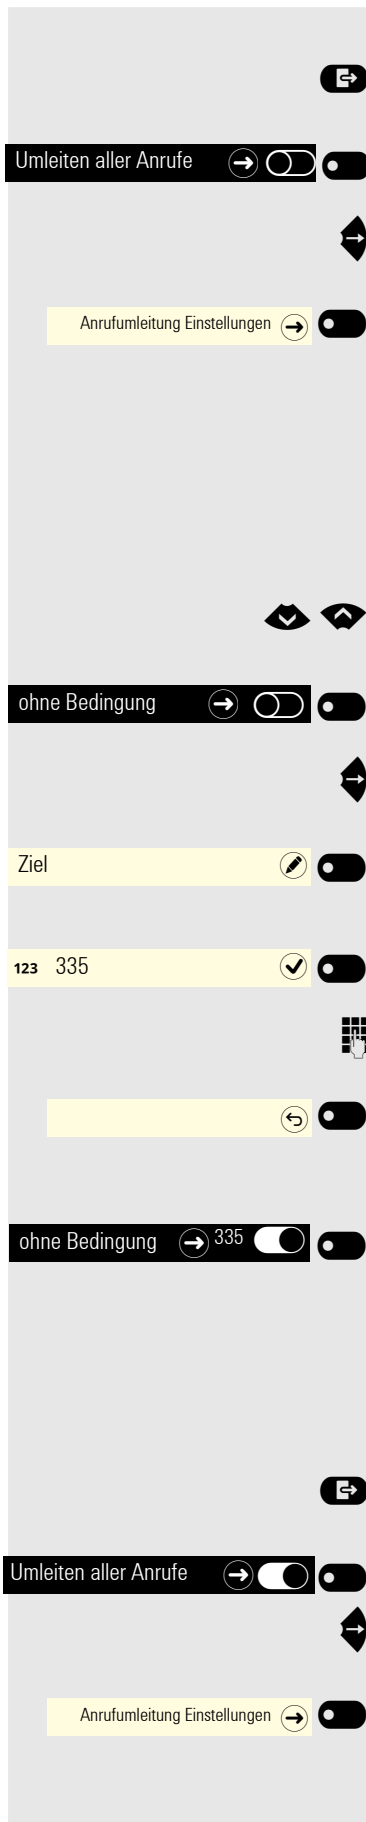 Umleiten aller Anrufe
Anrufumleitung Einstellungen
ohne Bedingung
Ziel
123 335
ohne Bedingung 335
Umleiten aller Anrufe
Anrufumleitung Einstellungen